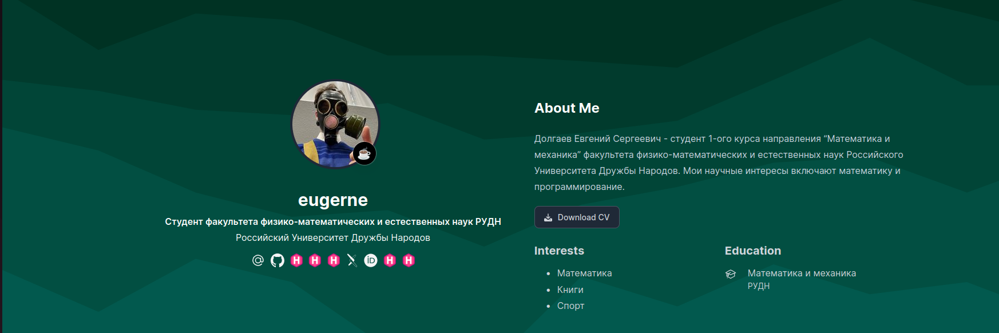 eugerne
Студент факультета физико-математических и естественных наук РУДН
Российский Университет Дружбы Народов
@ H H H iD H H
About Me
Долгаев Евгений Сергеевич - студент 1-ого курса направления “Математика и
механика” факультета физико-математических и естественных наук Российского
Университета Дружбы Народов. Мои научные интересы включают математику и
программирование.
Download CV
Interests
• Математика
• Книги
• Спорт
Education
Математика и механика
РУДН